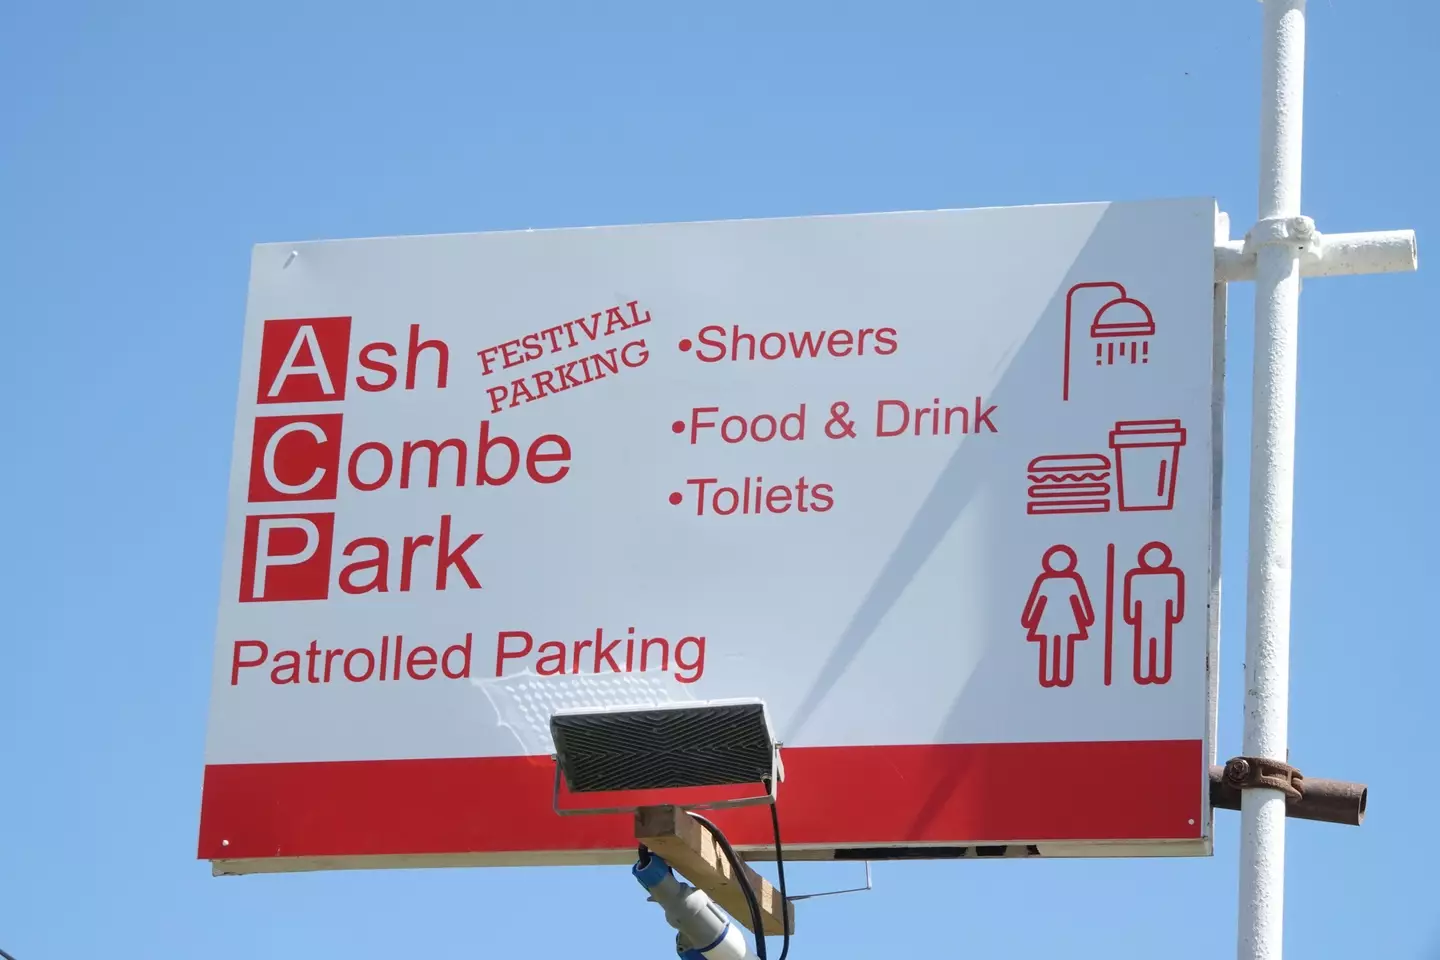 Ash
Combe
Park
FESTIVAL
PARKING
•Showers
•Food & Drink
•Toliets
Patrolled Parking